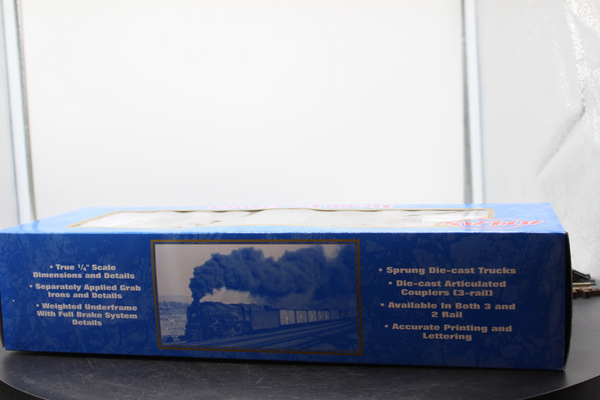 • True 1/4" Scale
Dimensions and Details
• Separately Applied Grab
Irons and Details
• Weighted Underframe
With Full Brake System
Details
• Sprung Die-cast Trucks
• Die-cast Articulated
Couplers (3-rail)
• Available In Both 3 and
2 Rail
• Accurate Printing and
Lettering